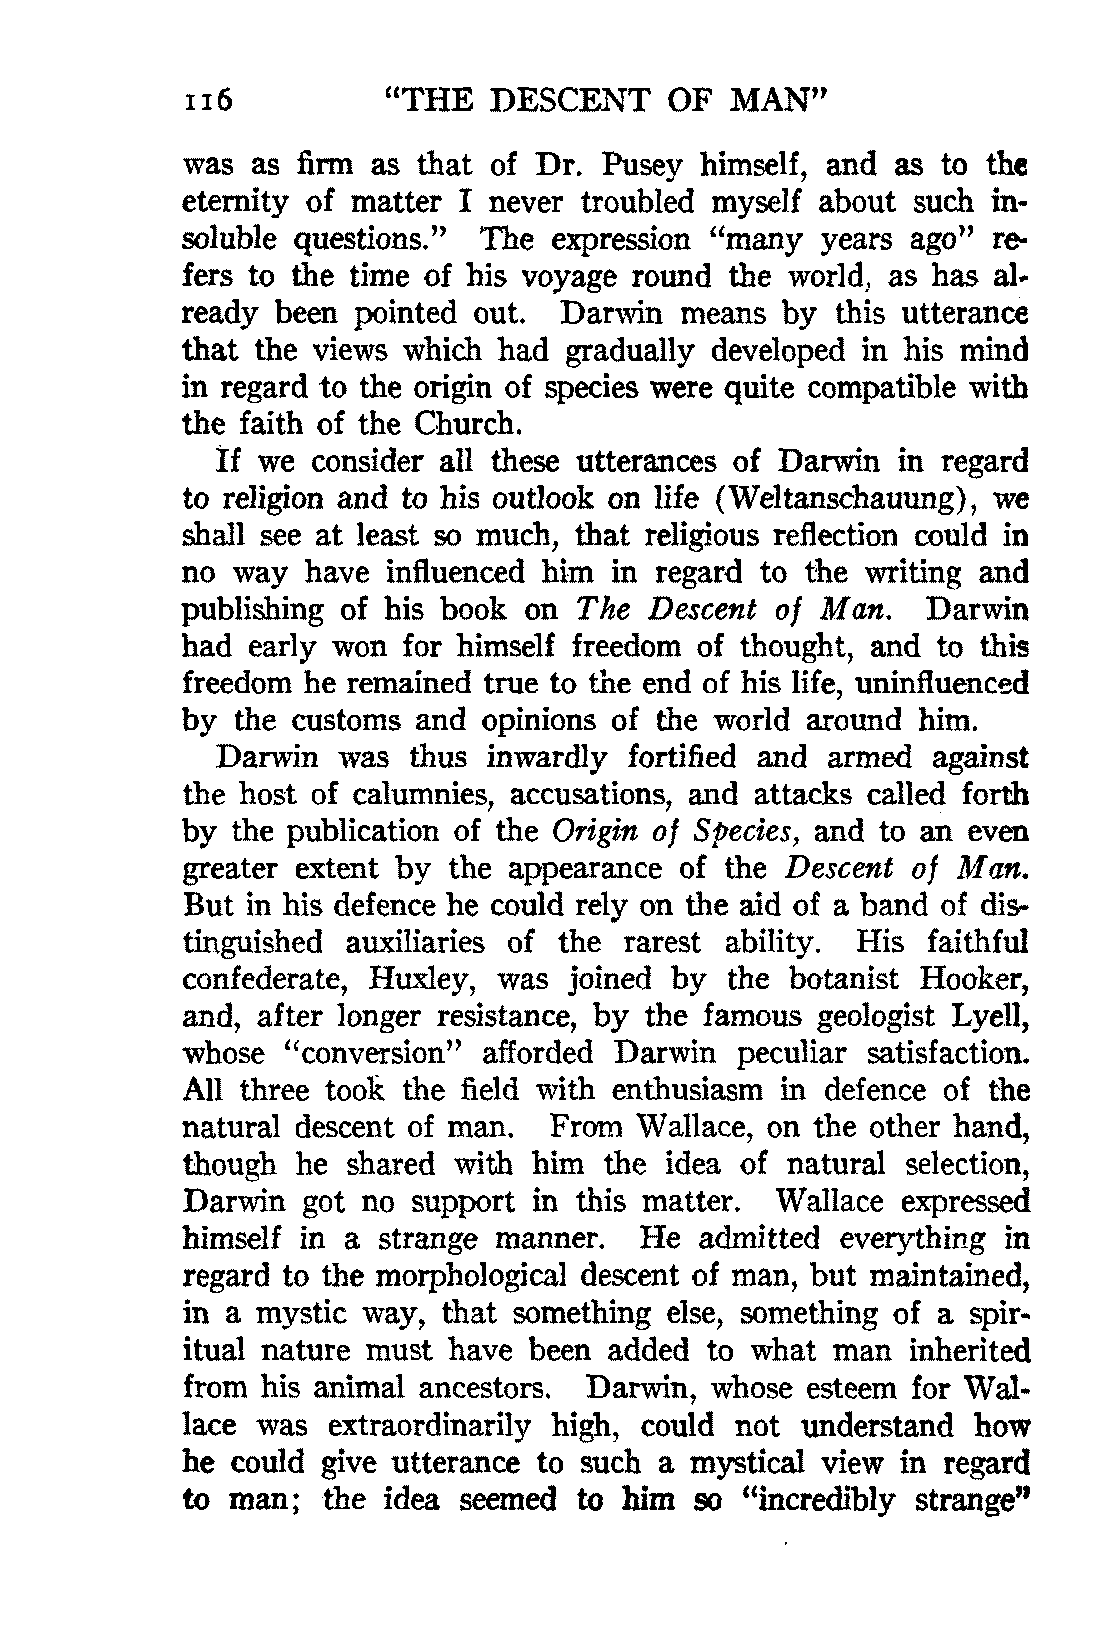 116 "THE DESCENT OF MAN"
was as firm as that of Dr. Pusey himself, and as to the
eternity of matter I never troubled myself about such in-
soluble questions." The expression "many years ago" re-
fers to the time of his voyage round the world, as has al-
ready been pointed out. Darwin means by this utterance
that the views which had gradually developed in his mind
in regard to the origin of species were quite compatible with
the faith of the Church.
If we consider all these utterances of Darwin in regard
to religion and to his outlook on life (Weltanschauung), we
shall see at least so much, that religious reflection could in
no way have influenced him in regard to the writing and
publishing of his book on The Descent of Man. Darwin
had early won for himself freedom of thought, and to this
freedom he remained true to the end of his life, uninfluenced
by the customs and opinions of the world around him.
Darwin was thus inwardly fortified and armed against
the host of calumnies, accusations, and attacks called forth
by the publication of the Origin of Species, and to an even
greater extent by the appearance of the Descent of Man.
But in his defence he could rely on the aid of a band of dis-
tinguished auxiliaries of the rarest ability. His faithful
confederate, Huxley, was joined by the botanist Hooker,
and, after longer resistance, by the famous geologist Lyell,
whose "conversion" afforded Darwin peculiar satisfaction.
All three took the field with enthusiasm in defence of the
natural descent of man. From Wallace, on the other hand,
though he shared with him the idea of natural selection,
Darwin got no support in this matter. Wallace expressed
himself in a strange manner. He admitted everything in
regard to the morphological descent of man, but maintained,
in a mystic way, that something else, something of a spir-
itual nature must have been added to what man inherited
from his animal ancestors. Darwin, whose esteem for Wal-
lace was extraordinarily high, could not understand how
he could give utterance to such a mystical view in regard
to man; the idea seemed to him so "incredibly strange"